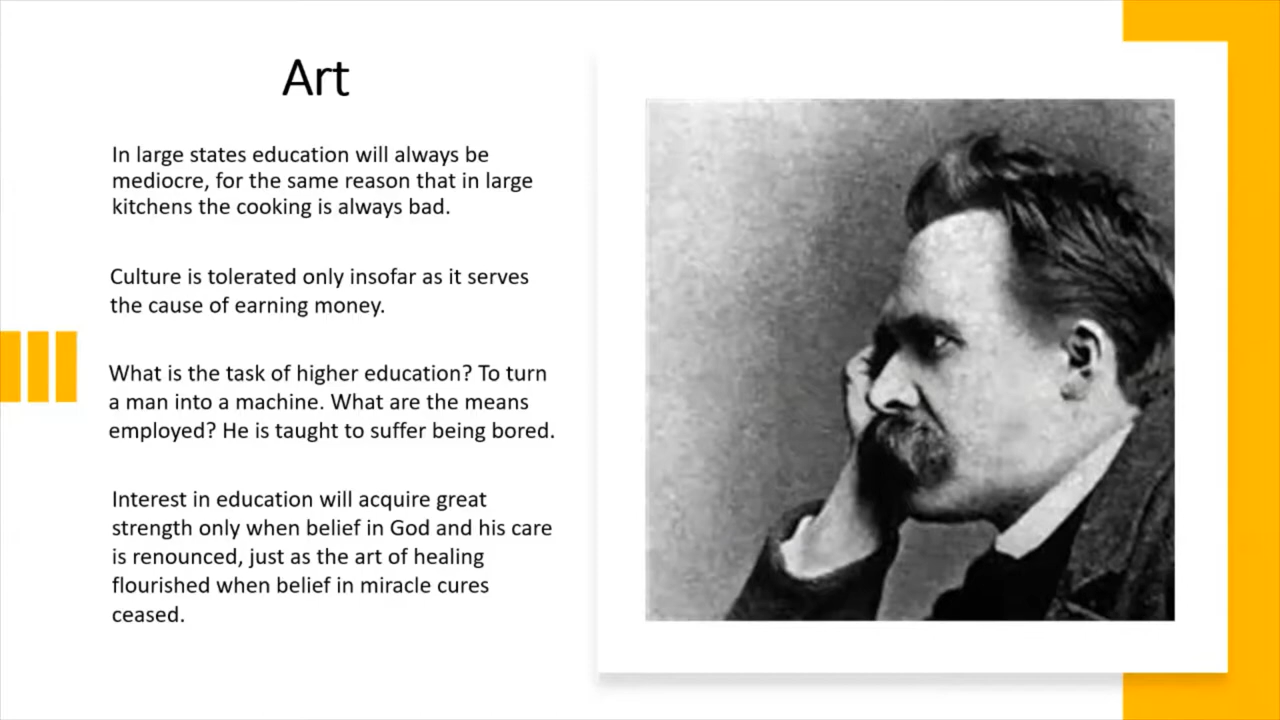 Art
In large states education will always be
mediocre, for the same reason that in large
kitchens the cooking is always bad.
Culture is tolerated only insofar as it serves
the cause of earning money.
What is the task of higher education? To turn
a man into a machine. What are the means
employed? He is taught to suffer being bored.
Interest in education will acquire great
strength only when belief in God and his care
is renounced, just as the art of healing
flourished when belief in miracle cures
ceased.